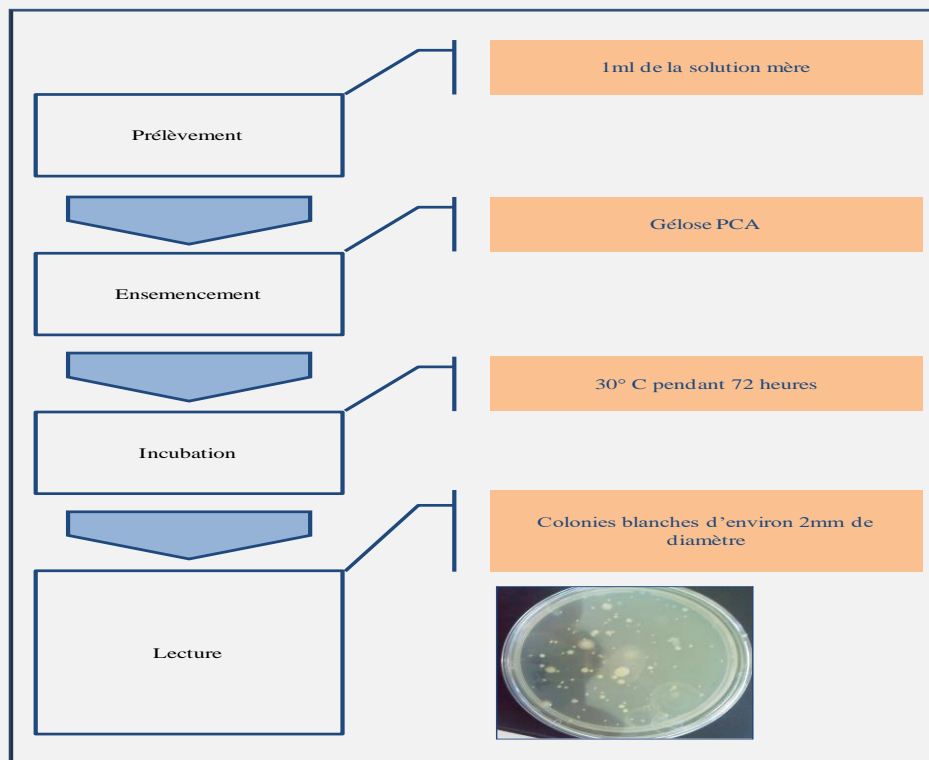 1ml de la solution mère
Prélèvement
Gélose PCA
Ensemencement
30° C pendant 72 heures
Incubation
Colonies blanches d’environ 2mm de
diamètre
Lecture